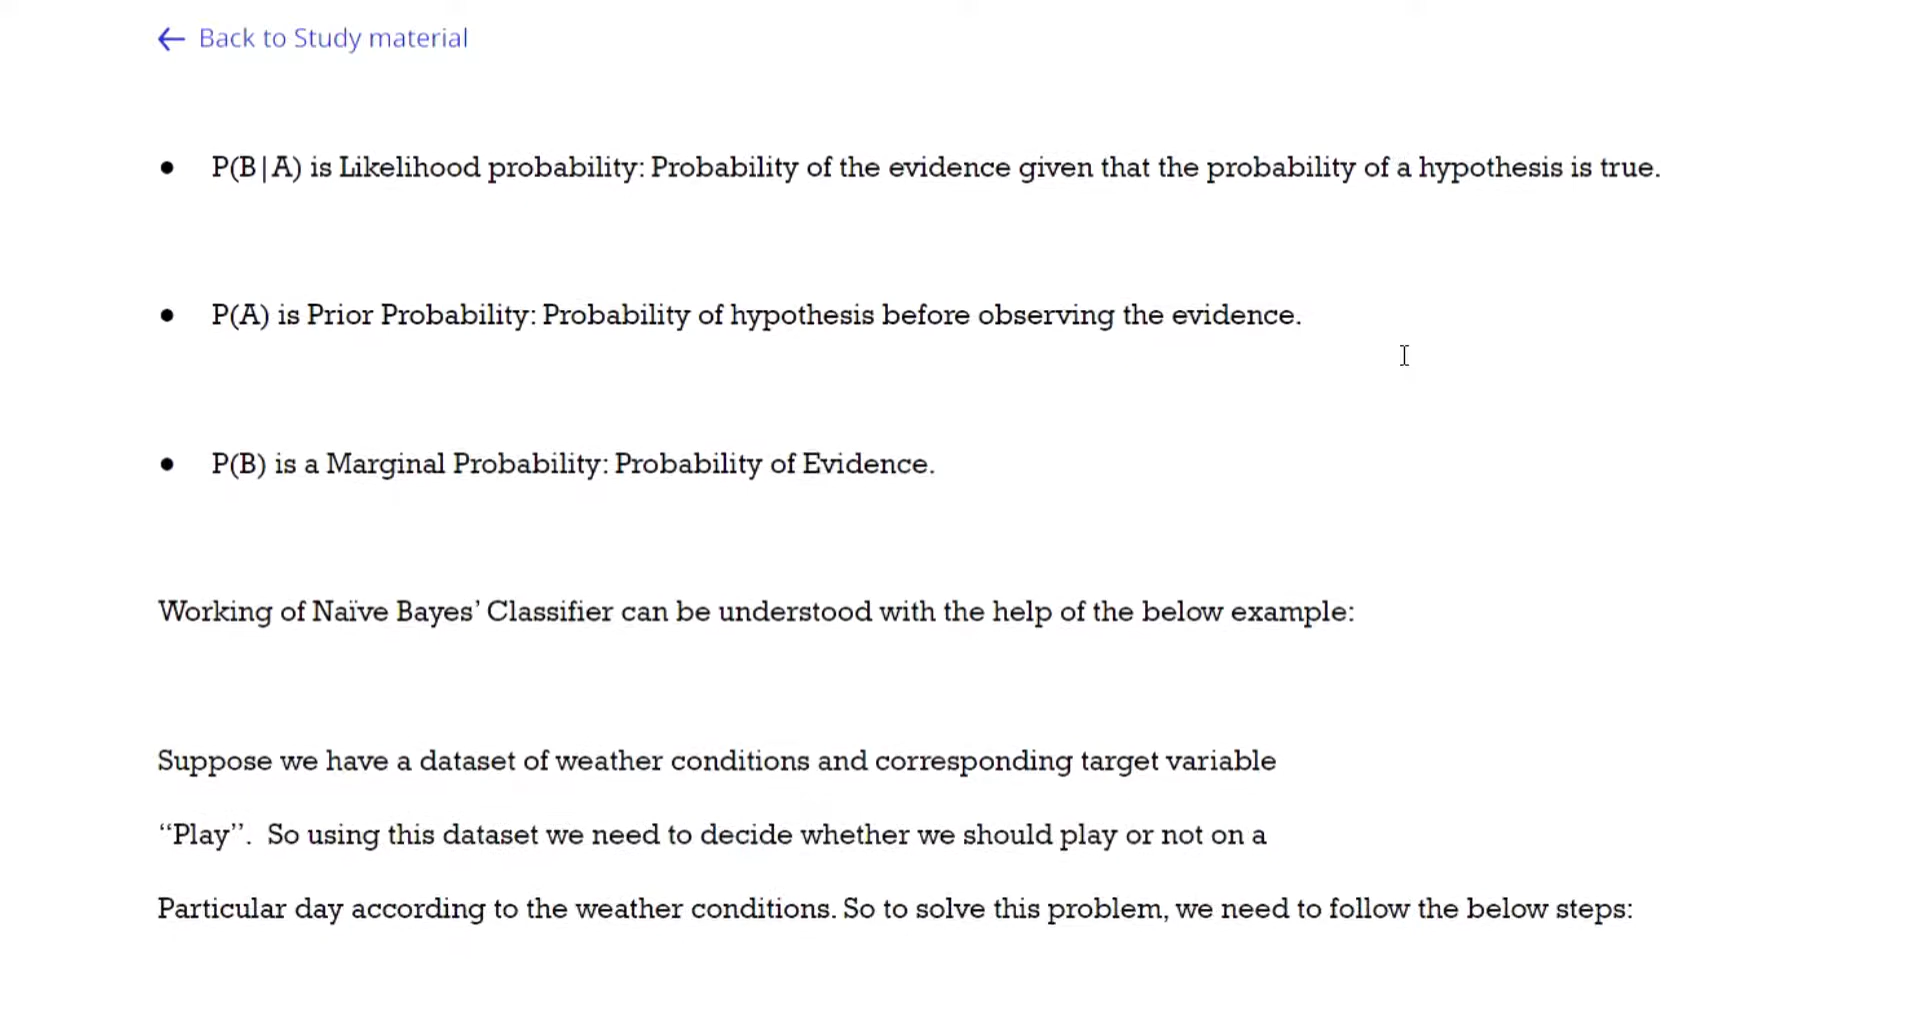 ← Back to Study material
● P(B|A) is Likelihood probability: Probability of the evidence given that the probability of a hypothesis is true.
● P(A) is Prior Probability: Probability of hypothesis before observing the evidence.
● P(B) is a Marginal Probability: Probability of Evidence.
Working of Naïve Bayes’ Classifier can be understood with the help of the below example:
Suppose we have a dataset of weather conditions and corresponding target variable
“Play”.  So using this dataset we need to decide whether we should play or not on a
Particular day according to the weather conditions. So to solve this problem, we need to follow the below steps: